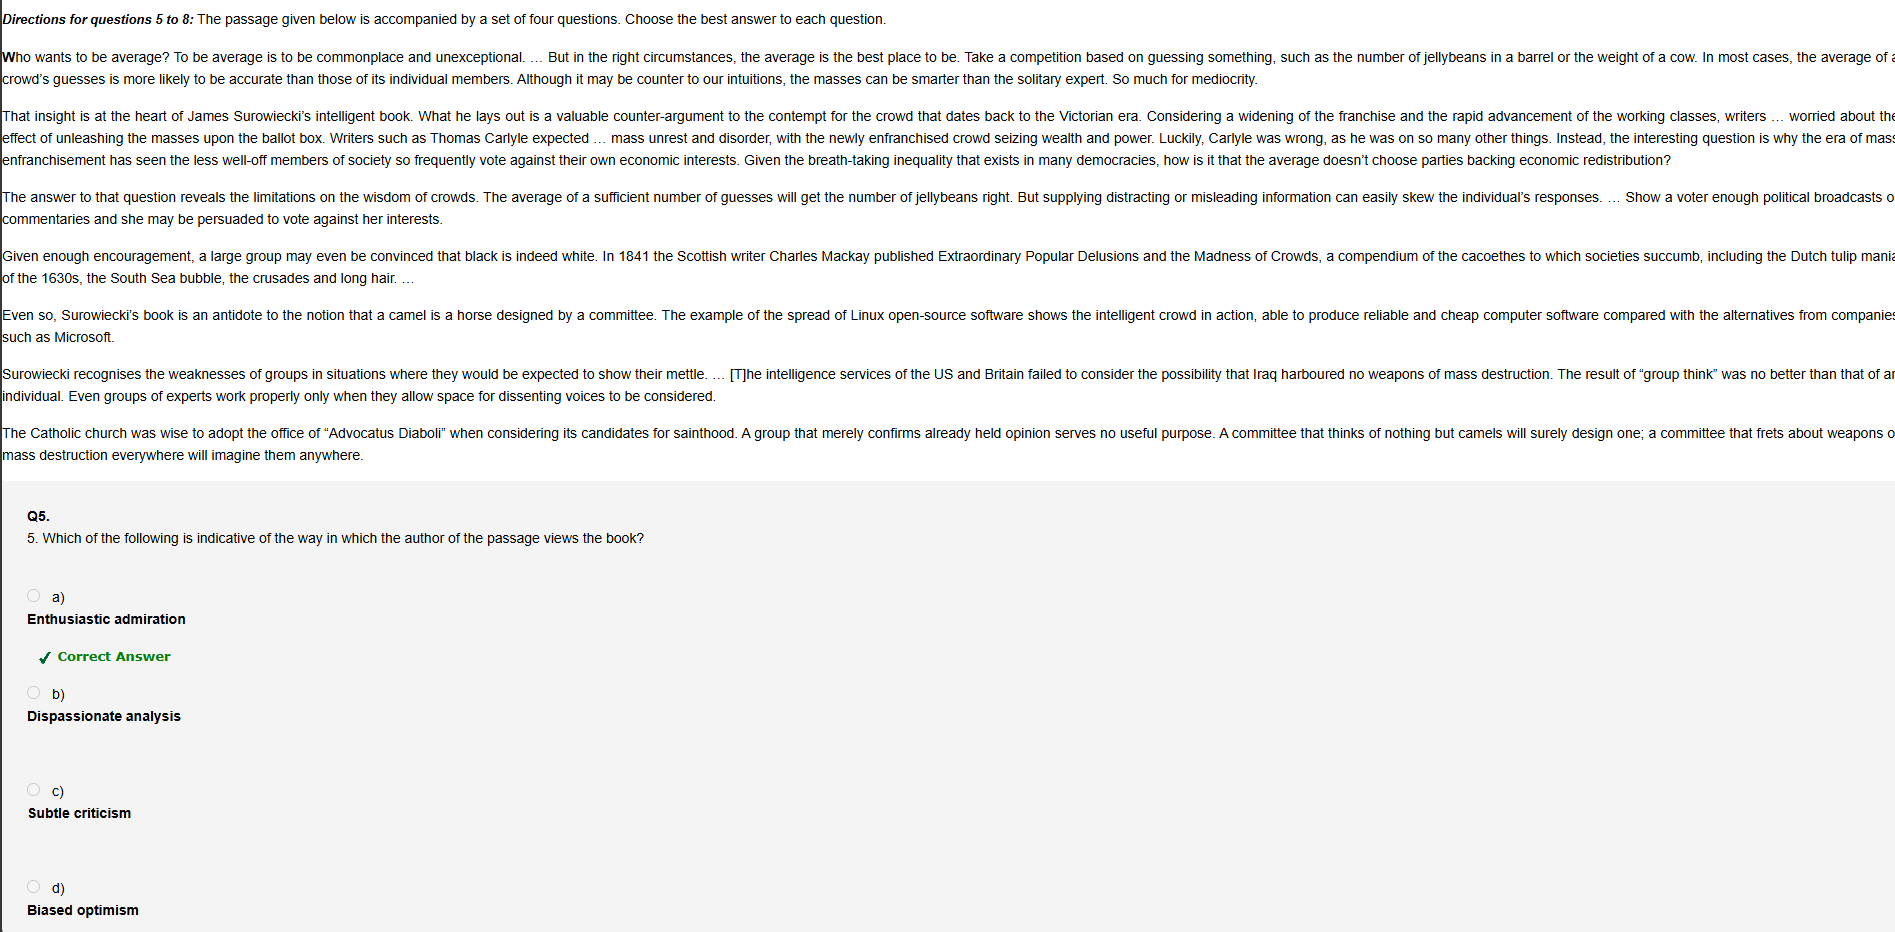 Directions for questions 5 to 8: The passage given below is accompanied by a set of four questions. Choose the best answer to each question.
Who wants to be average? To be average is to be commonplace and unexceptional. … But in the right circumstances, the average is the best place to be. Take a competition based on guessing something, such as the number of jellybeans in a barrel or the weight of a cow. In most cases, the average of
crowd's guesses is more likely to be accurate than those of its individual members. Although it may be counter to our intuitions, the masses can be smarter than the solitary expert. So much for mediocrity.
That insight is at the heart of James Surowiecki's intelligent book. What he lays out is a valuable counter-argument to the contempt for the crowd that dates back to the Victorian era. Considering a widening of the franchise and the rapid advancement of the working classes, writers … worried about the
effect of unleashing the masses upon the ballot box. Writers such as Thomas Carlyle expected … mass unrest and disorder, with the newly enfranchised crowd seizing wealth and power. Luckily, Carlyle was wrong, as he was on so many other things. Instead, the interesting question is why the era of mass
enfranchisement has seen the less well-off members of society so frequently vote against their own economic interests. Given the breath-taking inequality that exists in many democracies, how is it that the average doesn't choose parties backing economic redistribution?
The answer to that question reveals the limitations on the wisdom of crowds. The average of a sufficient number of guesses will get the number of jellybeans right. But supplying distracting or misleading information can easily skew the individual's responses. … Show a voter enough political broadcasts o
commentaries and she may be persuaded to vote against her interests.
Given enough encouragement, a large group may even be convinced that black is indeed white. In 1841 the Scottish writer Charles Mackay published Extraordinary Popular Delusions and the Madness of Crowds, a compendium of the cacoethes to which societies succumb, including the Dutch tulip mania
of the 1630s, the South Sea bubble, the crusades and long hair. …
Even so, Surowiecki's book is an antidote to the notion that a camel is a horse designed by a committee. The example of the spread of Linux open-source software shows the intelligent crowd in action, able to produce reliable and cheap computer software compared with the alternatives from companies
such as Microsoft.
Surowiecki recognises the weaknesses of groups in situations where they would be expected to show their mettle. … [T]he intelligence services of the US and Britain failed to consider the possibility that Iraq harboured no weapons of mass destruction. The result of "group think" was no better than that of an
individual. Even groups of experts work properly only when they allow space for dissenting voices to be considered.
The Catholic church was wise to adopt the office of "Advocatus Diaboli" when considering its candidates for sainthood. A group that merely confirms already held opinion serves no useful purpose. A committee that thinks of nothing but camels will surely design one; a committee that frets about weapons o
mass destruction everywhere will imagine them anywhere.
Q5.
5. Which of the following is indicative of the way in which the author of the passage views the book?
a)
Enthusiastic admiration
✓ Correct Answer
b)
Dispassionate analysis
c)
Subtle criticism
d)
Biased optimism